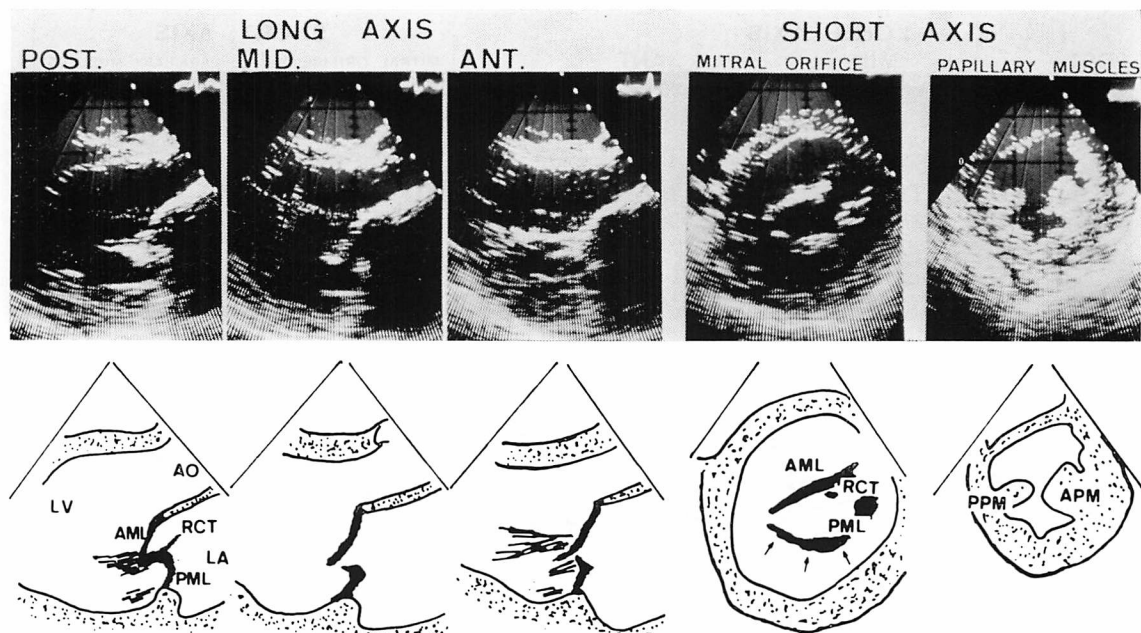 LONG AXIS
SHORT AXIS
POST.
MID.
ANT.
MITRAL ORIFICE
PAPILLARY MUSCLES
AO
LV
AML
RCT
LA
PML
AML
RCT
PML
PPM
APM